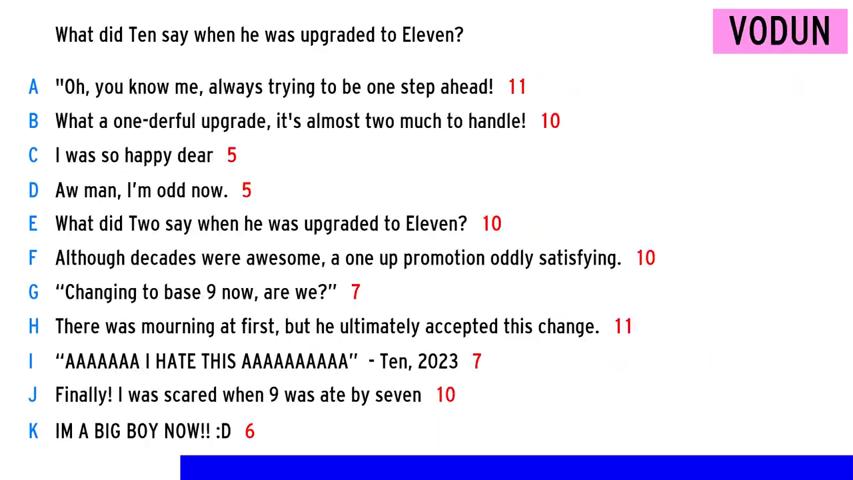 What did Ten say when he was upgraded to Eleven?
VODUN
A "Oh, you know me, always trying to be one step ahead! 11
B What a one-derful upgrade, it's almost two much to handle! 10
C I was so happy dear 5
D Aw man, I’m odd now. 5
E What did Two say when he was upgraded to Eleven? 10
F Although decades were awesome, a one up promotion oddly satisfying. 10
G “Changing to base 9 now, are we?” 7
H There was mourning at first, but he ultimately accepted this change. 11
I “AAAAAAA I HATE THIS AAAAAAAAAA” - Ten, 2023 7
J Finally! I was scared when 9 was ate by seven 10
K IM A BIG BOY NOW!! :D 6